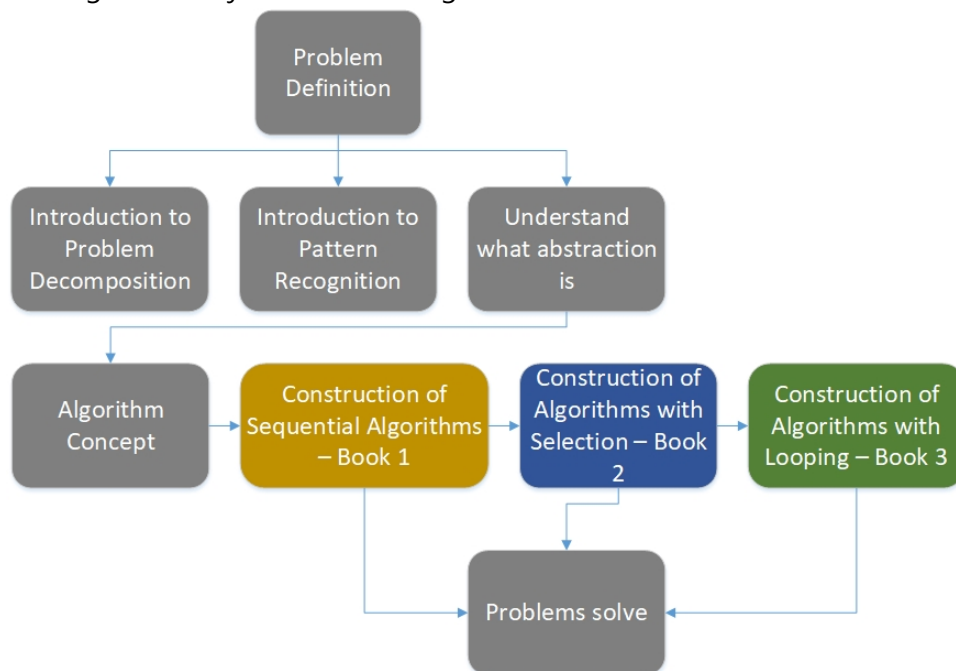 Problem
Definition
Introduction to
Problem
Decomposition
Introduction to
Pattern
Recognition
Understand
what abstraction
is
Algorithm
Concept
Construction of
Sequential Algorithms
– Book 1
Construction of
Algorithms with
Selection – Book
2
Construction of
Algorithms with
Looping – Book 3
Problems solve